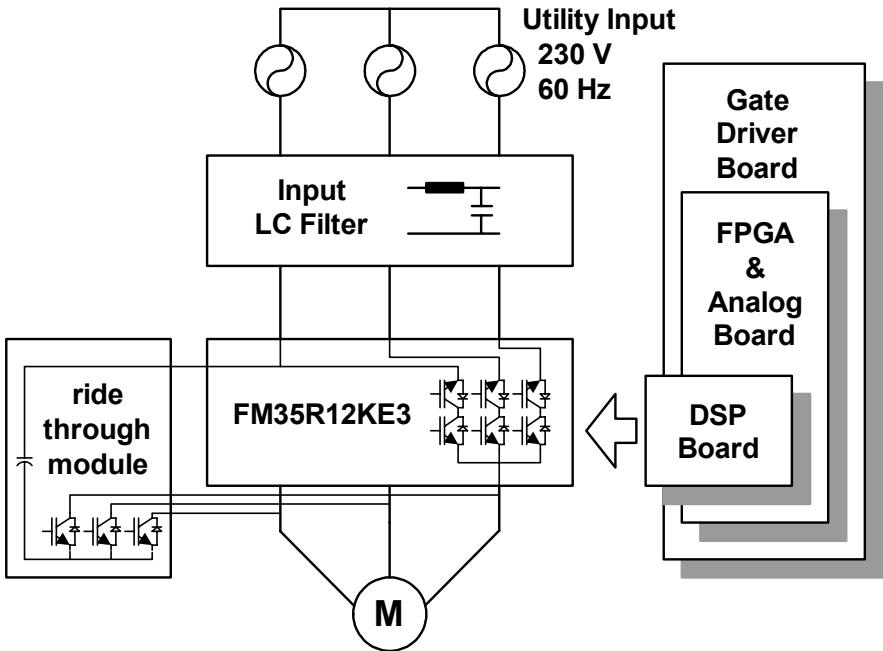 Utility Input
230 V
60 Hz
Gate
Driver
Board
Input
LC Filter
FPGA
&
Analog
Board
ride
through
module
FM35R12KE3
DSP
Board
M